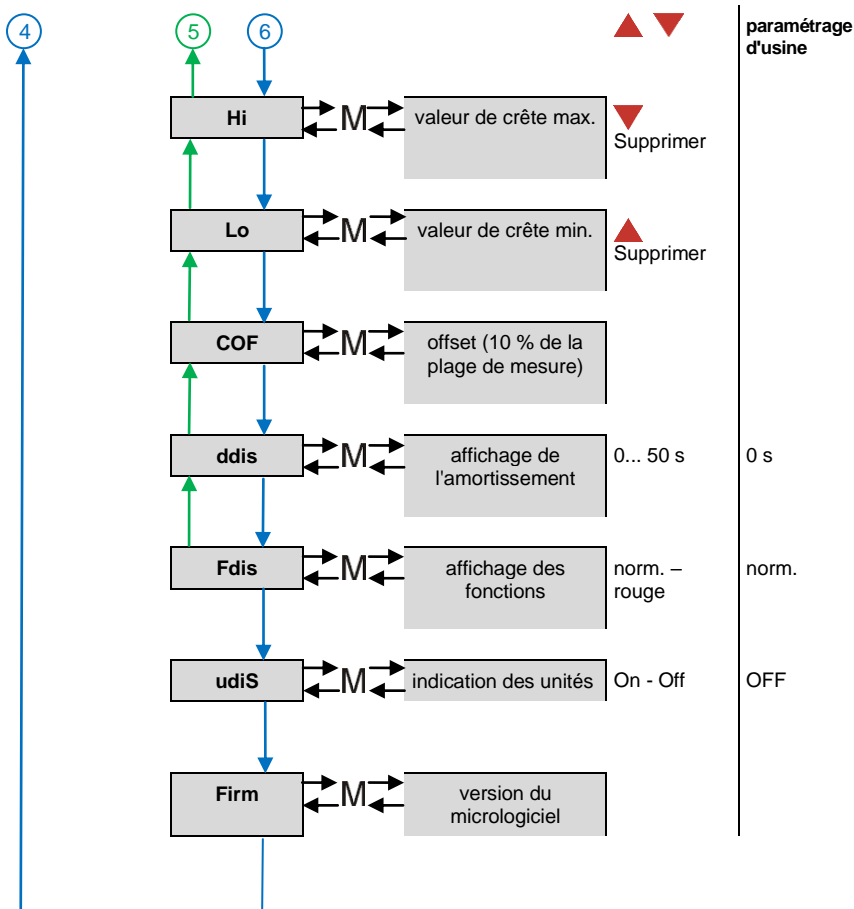 4
5
6
paramétrage
d'usine
Hi
M
valeur de crête max.
Supprimer
Lo
M
valeur de crête min.
Supprimer
COF
M
offset (10 % de la
plage de mesure)
ddis
M
affichage de
l'amortissement
0... 50 s
0 s
Fdis
M
affichage des
fonctions
norm. –
rouge
norm.
udiS
M
indication des unités
On - Off
OFF
Firm
M
version du
micrologiciel